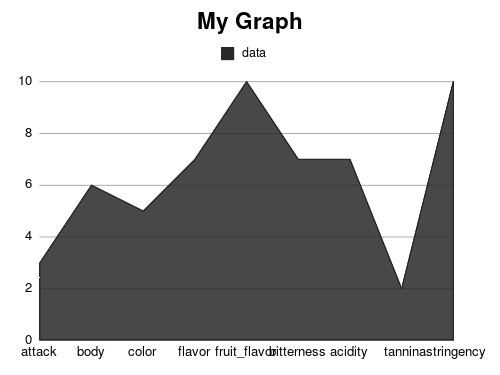 My Graph
data
10
8
6
4
2
0
attack body color flavor fruit_flavor bitterness acidity tannin astringency